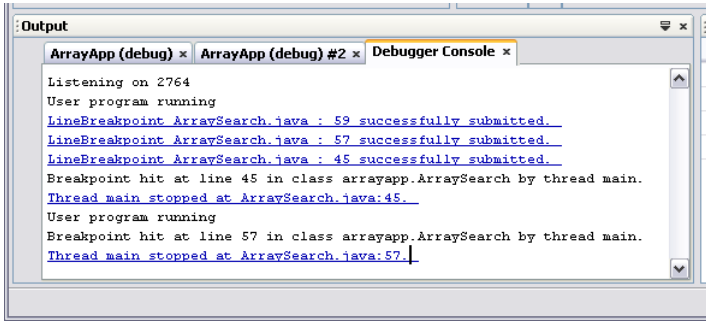 Output
ArrayApp (debug) × ArrayApp (debug) #2 × Debugger Console ×
Listening on 2764
User program running
LineBreakpoint ArraySearch.java : 59 successfully submitted.
LineBreakpoint ArraySearch.java : 57 successfully submitted.
LineBreakpoint ArraySearch.java : 45 successfully submitted.
Breakpoint hit at line 45 in class arrayapp.ArraySearch by thread main.
Thread main stopped at ArraySearch.java:45.
User program running
Breakpoint hit at line 57 in class arrayapp.ArraySearch by thread main.
Thread main stopped at ArraySearch.java:57.